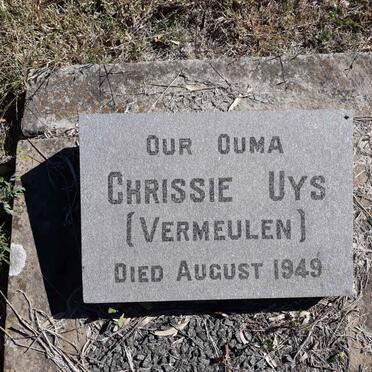 OUR OUMA
CHRISSIE UYS
(VERMEULEN)
DIED AUGUST 1949